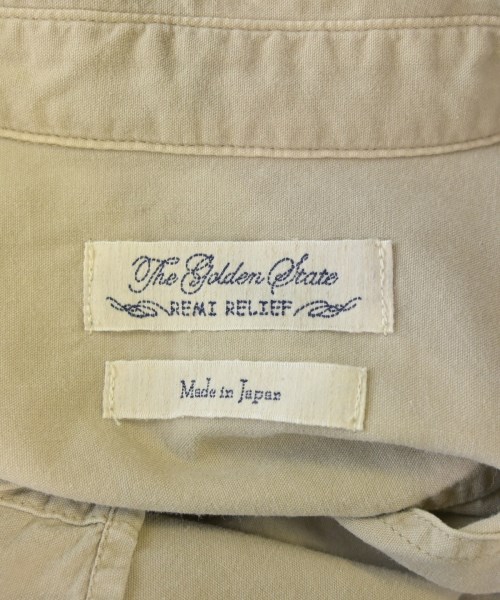 The Golden State
REMI RELIEF
Made in Japan